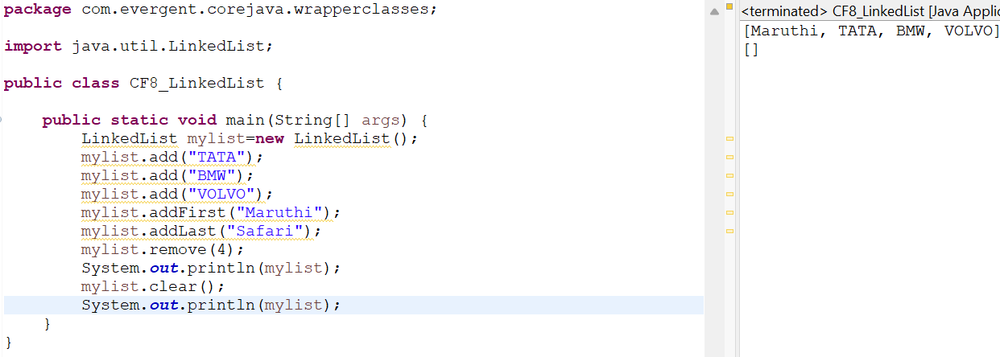 package com.evergent.corejava.wrapperclasses;
import java.util.LinkedList;
public class CF8_LinkedList {
public static void main(String[] args) {
LinkedList mylist=new LinkedList();
mylist.add("TATA");
mylist.add("BMW");
mylist.add("VOLVO");
mylist.addFirst("Maruthi");
mylist.addLast("Safari");
mylist.remove(4);
System.out.println(mylist);
mylist.clear();
System.out.println(mylist);
}
}
<terminated> CF8_LinkedList [Java Applic
[Maruthi, TATA, BMW, VOLVO]
[]